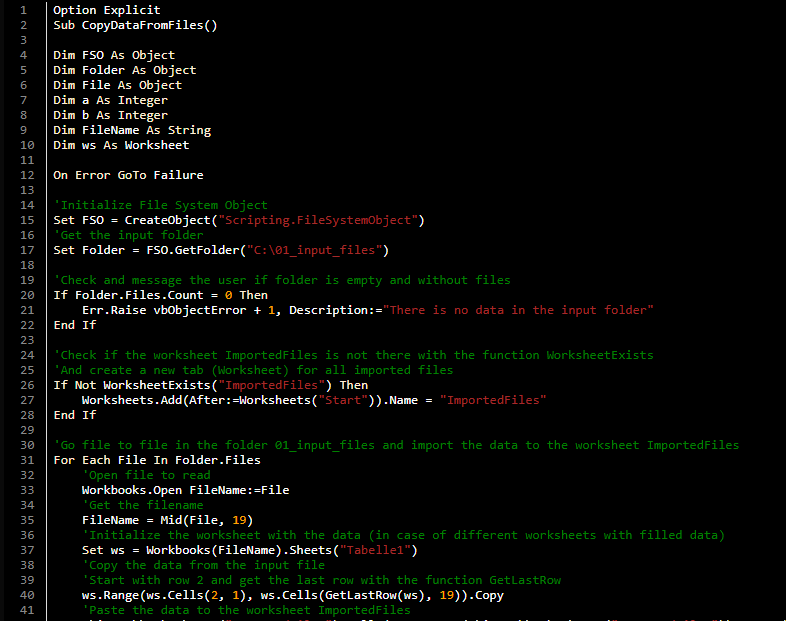 1 Option Explicit
2 Sub CopyDataFromFiles()
3
4 Dim FSO As Object
5 Dim Folder As Object
6 Dim File As Object
7 Dim a As Integer
8 Dim b As Integer
9 Dim FileName As String
10 Dim ws As Worksheet
11
12 On Error GoTo Failure
13
14 'Initialize File System Object
15 Set FSO = CreateObject("Scripting.FileSystemObject")
16 'Get the input folder
17 Set Folder = FSO.GetFolder("C:\01_input_files")
18
19 'Check and message the user if folder is empty and without files
20 If Folder.Files.Count = 0 Then
21     Err.Raise vbObjectError + 1, Description:="There is no data in the input folder"
22 End If
23
24 'Check if the worksheet ImportedFiles is not there with the function WorksheetExists
25 'And create a new tab (Worksheet) for all imported files
26 If Not WorksheetExists("ImportedFiles") Then
27     Worksheets.Add(After:=Worksheets("Start")).Name = "ImportedFiles"
28 End If
29
30 'Go file to file in the folder 01_input_files and import the data to the worksheet ImportedFiles
31 For Each File In Folder.Files
32     'Open file to read
33     Workbooks.Open FileName:=File
34     'Get the filename
35     FileName = Mid(File, 19)
36     'Initialize the worksheet with the data (in case of different worksheets with filled data)
37     Set ws = Workbooks(FileName).Sheets("Tabelle1")
38     'Copy the data from the input file
39     'Start with row 2 and get the last row with the function GetLastRow
40     ws.Range(ws.Cells(2, 1), ws.Cells(GetLastRow(ws), 19)).Copy
41     'Paste the data to the worksheet ImportedFiles